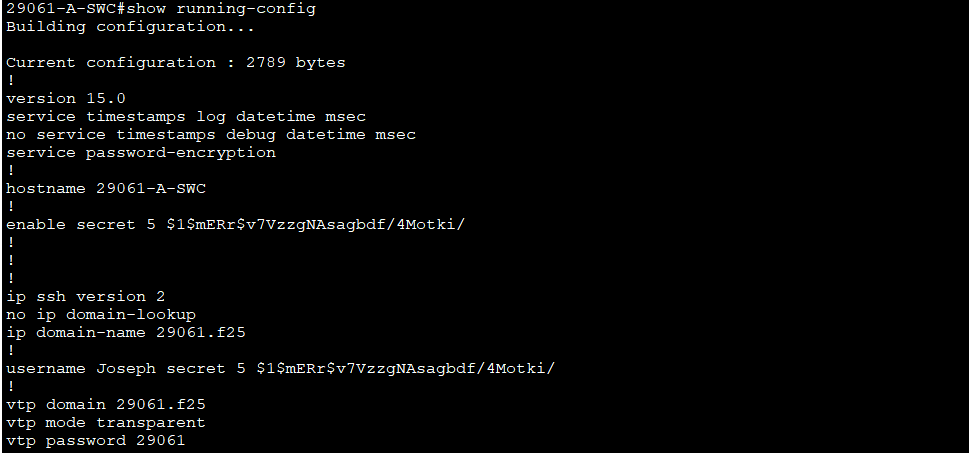 29061-A-SWC#show running-config
Building configuration...
Current configuration : 2789 bytes
!
version 15.0
service timestamps log datetime msec
no service timestamps debug datetime msec
service password-encryption
!
hostname 29061-A-SWC
!
enable secret 5 $1$mERr$v7VzzgNAsagbdf/4Motki/
!
!
!
ip ssh version 2
no ip domain-lookup
ip domain-name 29061.f25
!
username Joseph secret 5 $1$mERr$v7VzzgNAsagbdf/4Motki/
!
vtp domain 29061.f25
vtp mode transparent
vtp password 29061